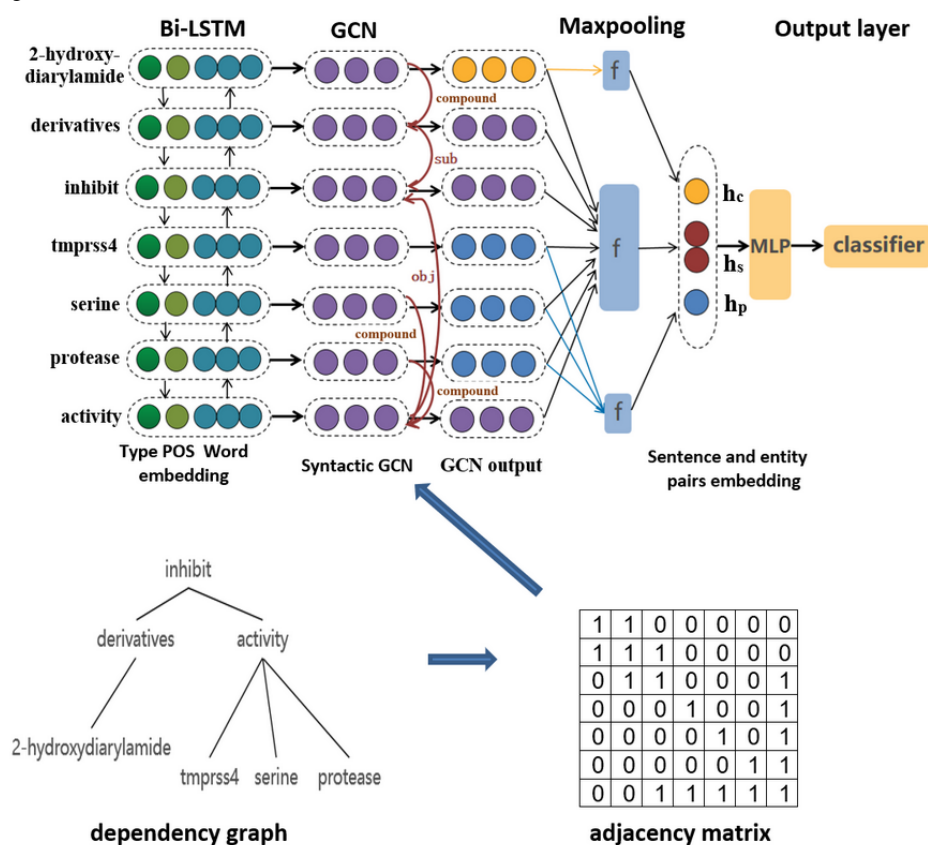 Bi-LSTM
GCN
Maxpooling
Output layer
2-hydroxy-
diarylamide
derivatives
inhibit
tmprss4
serine
protease
activity
compound
sub
obj
compound
compound
f
f
f
hc
hs
hp
MLP
classifier
Type POS Word
embedding
Syntactic GCN
GCN output
Sentence and entity
pairs embedding
inhibit
derivatives activity
2-hydroxydiarylamide
tmprss4 serine protease
dependency graph
1 1 0 0 0 0 0
1 1 1 0 0 0 0
0 1 1 0 0 0 1
0 0 0 1 0 0 1
0 0 0 0 1 0 1
0 0 0 0 0 1 1
0 0 1 1 1 1 1
adjacency matrix